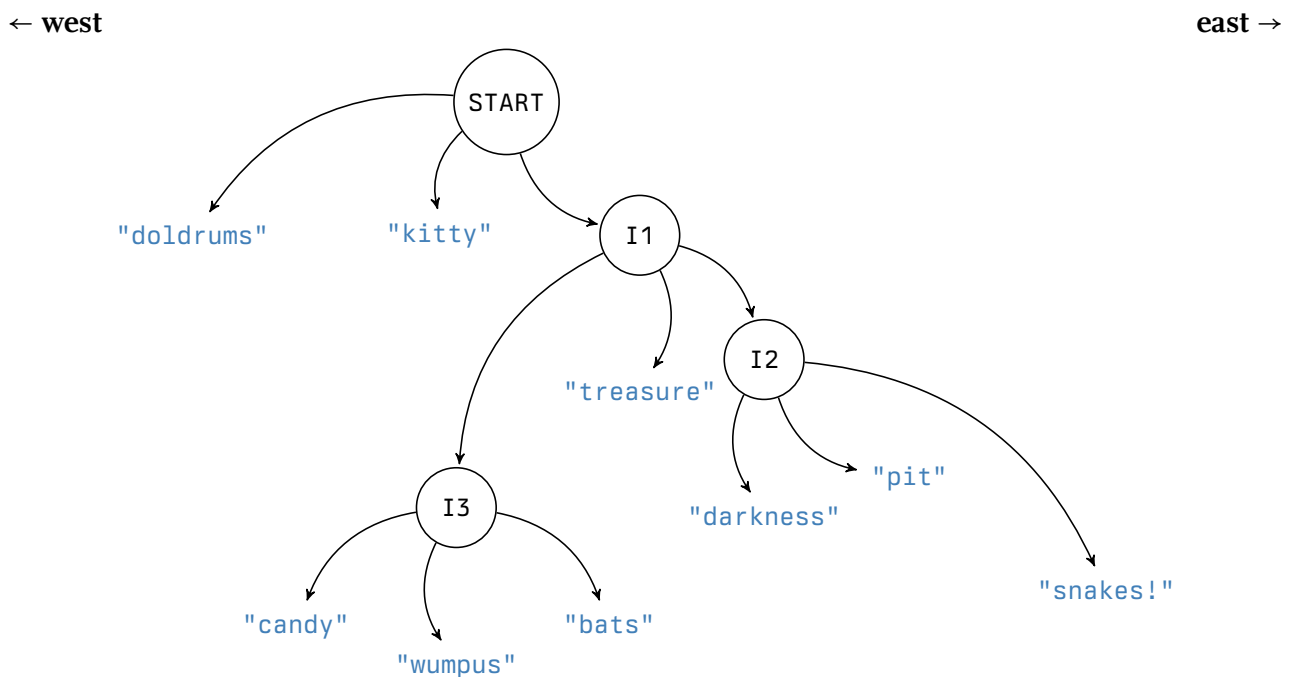 ← west
east →
START
"doldrums"
"kitty"
I1
I2
"treasure"
"pit"
"darkness"
I3
"snakes!"
"candy"
"bats"
"wumpus"